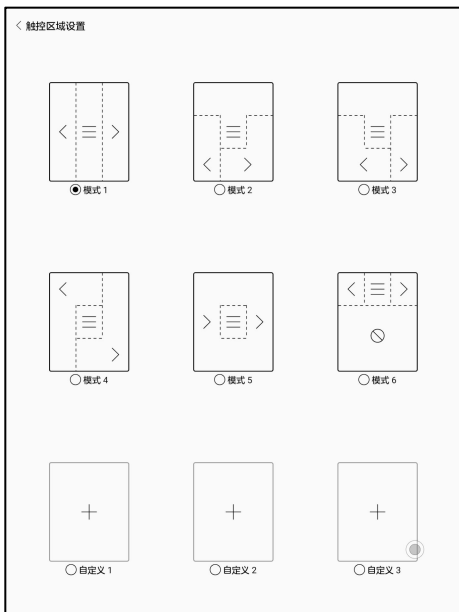 触控区域设置
模式 1
模式 2
模式 3
模式 4
模式 5
模式 6
自定义 1
自定义 2
自定义 3